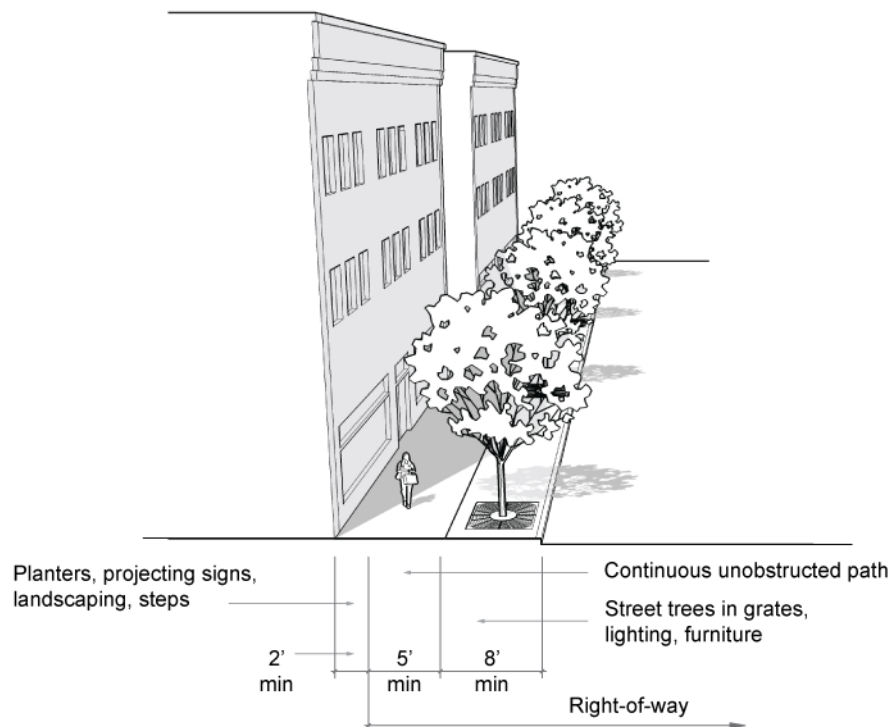 Planters, projecting signs,
landscaping, steps
Continuous unobstructed path
Street trees in grates,
lighting, furniture
2’
min
5’
min
8’
min
Right-of-way